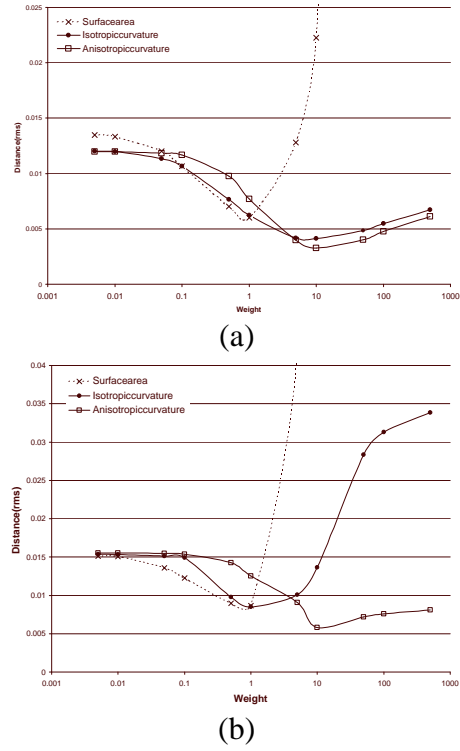 0.025
Surfacearea
Isotropiccurvature
Anisotropiccurvature
0.02
0.015
0.01
0.005
0
Distance(rms)
0.001 0.01 0.1 1 10 100 1000
Weight
(a)
0.04
Surfacearea
Isotropiccurvature
Anisotropiccurvature
0.035
0.03
0.025
0.02
0.015
0.01
0.005
0
Distance(rms)
0.001 0.01 0.1 1 10 100 1000
Weight
(b)